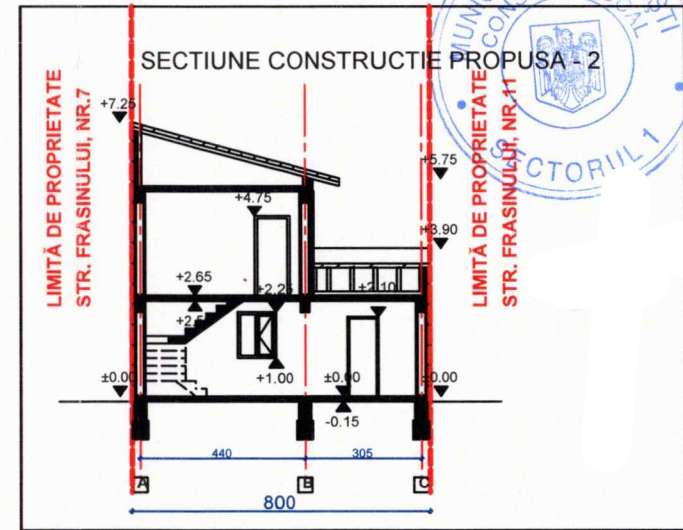 SECTIUNE CONSTRUCTIE PROPUSA - 2
LIMITĂ DE PROPRIETATE
STR. FRASINULUI, NR.7
LIMITĂ DE PROPRIETATE
STR. FRASINULUI, NR.11
SECTORUL 1
+7.25
+5.75
+4.75
+3.90
+2.65
+2.25
+2.10
+1.00
±0.00
±0.00
±0.00
-0.15
440
305
A
B
C
800